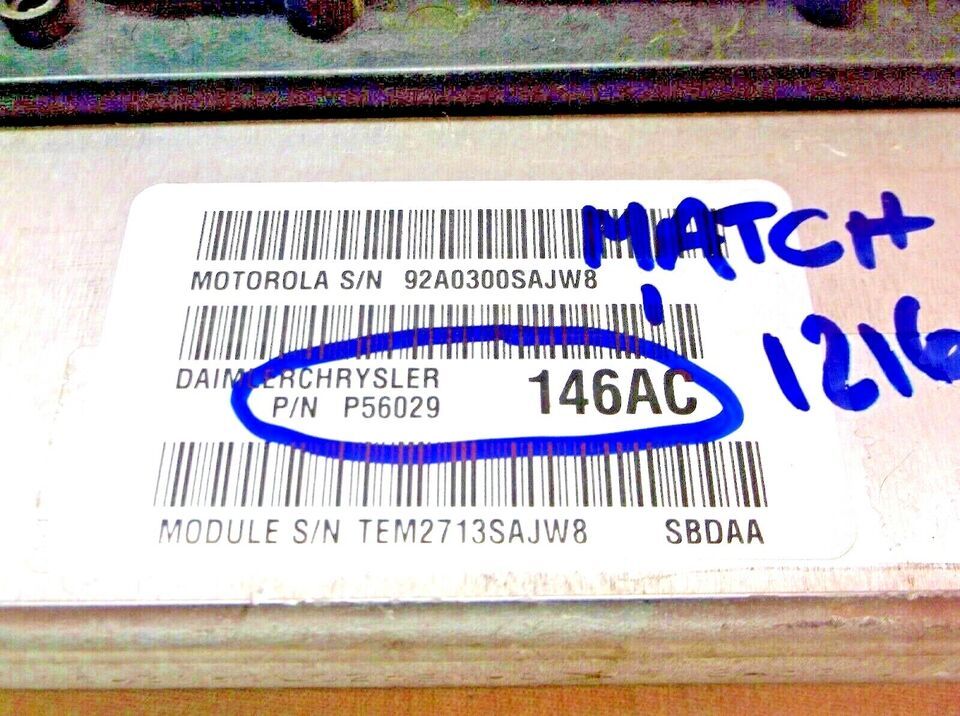 MATCH
MOTOROLA S/N 92A0300SAJW8
1216
DAIMLERCHRYSLER
P/N P56029 146AC
MODULE S/N TEM2713SAJW8 SBDAA